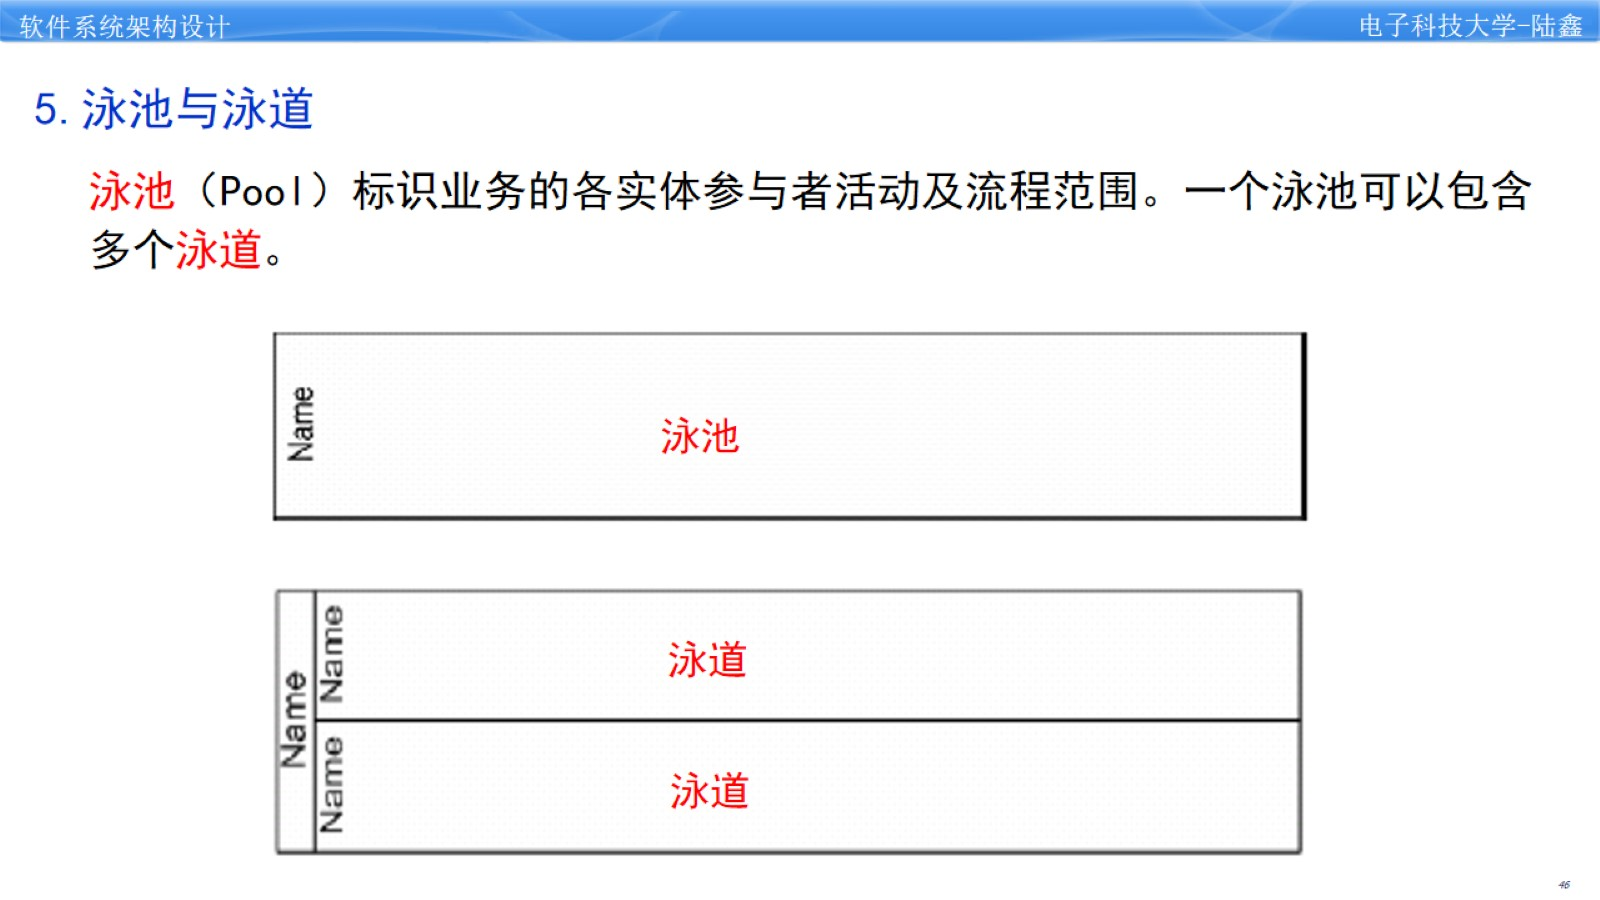 软件系统架构设计
电子科技大学-陆鑫
5. 泳池与泳道
泳池（Pool）标识业务的各实体参与者活动及流程范围。一个泳池可以包含
多个泳道。
Name
泳池
Name
Name
泳道
Name
泳道
46